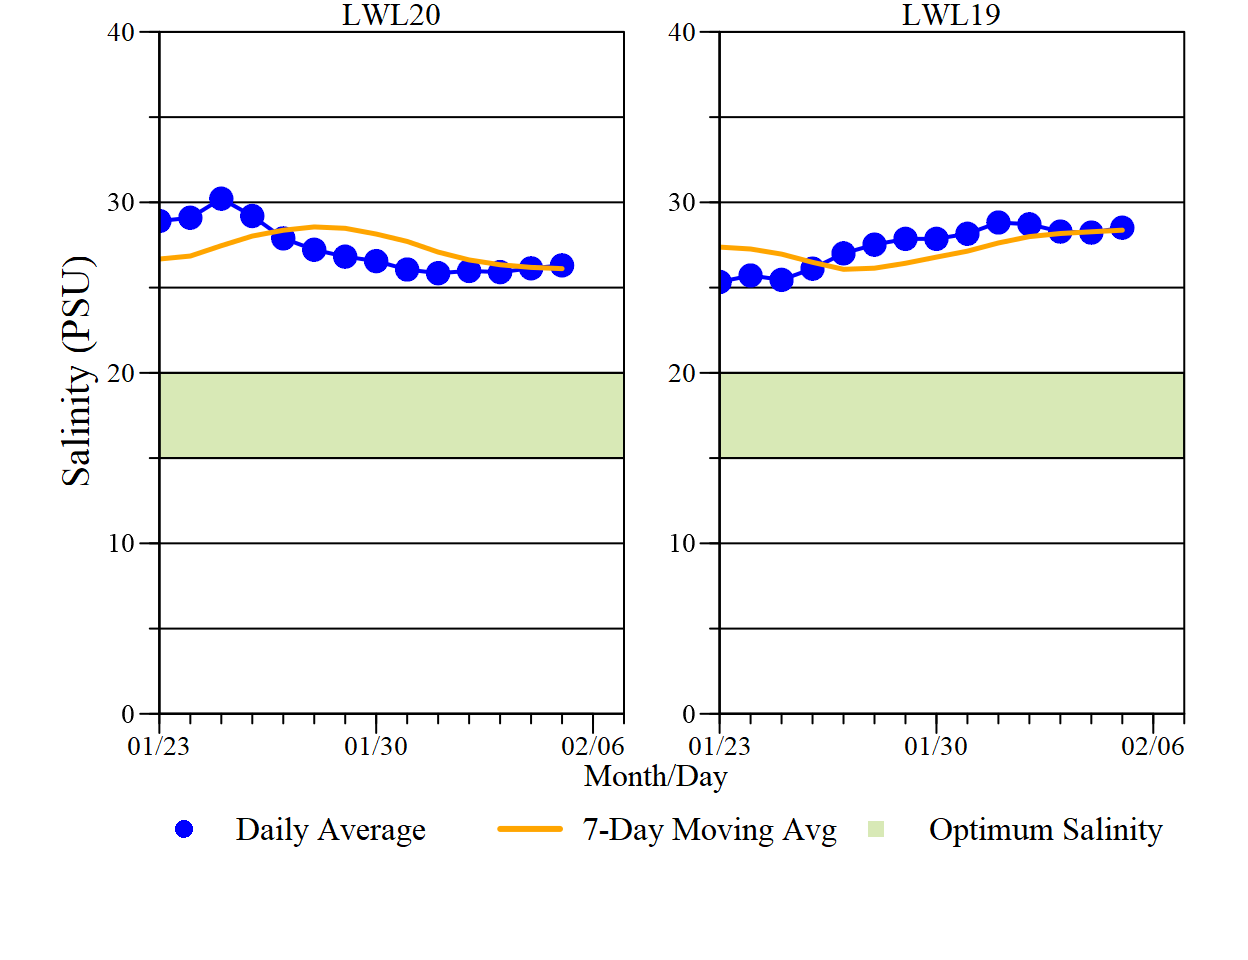 LWL20 LWL19
40 40
30 30
20 20
10 10
0 0
Salinity (PSU)
01/23 01/30 02/06 01/23 01/30 02/06
Month/Day
Daily Average 7-Day Moving Avg Optimum Salinity